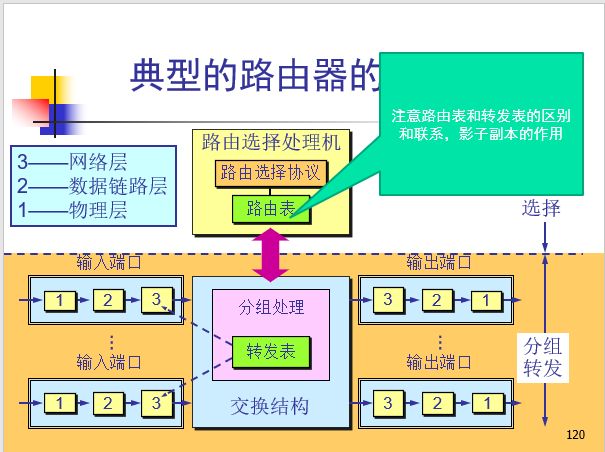 典型的路由器的
注意路由表和转发表的区别
和联系，影子副本的作用
3——网络层
2——数据链路层
1——物理层
路由选择处理机
路由选择协议
路由表
选择
输入端口
输出端口
1
2
3
3
2
1
分组处理
转发表
交换结构
…
…
输入端口
输出端口
1
2
3
3
2
1
分组
转发
120